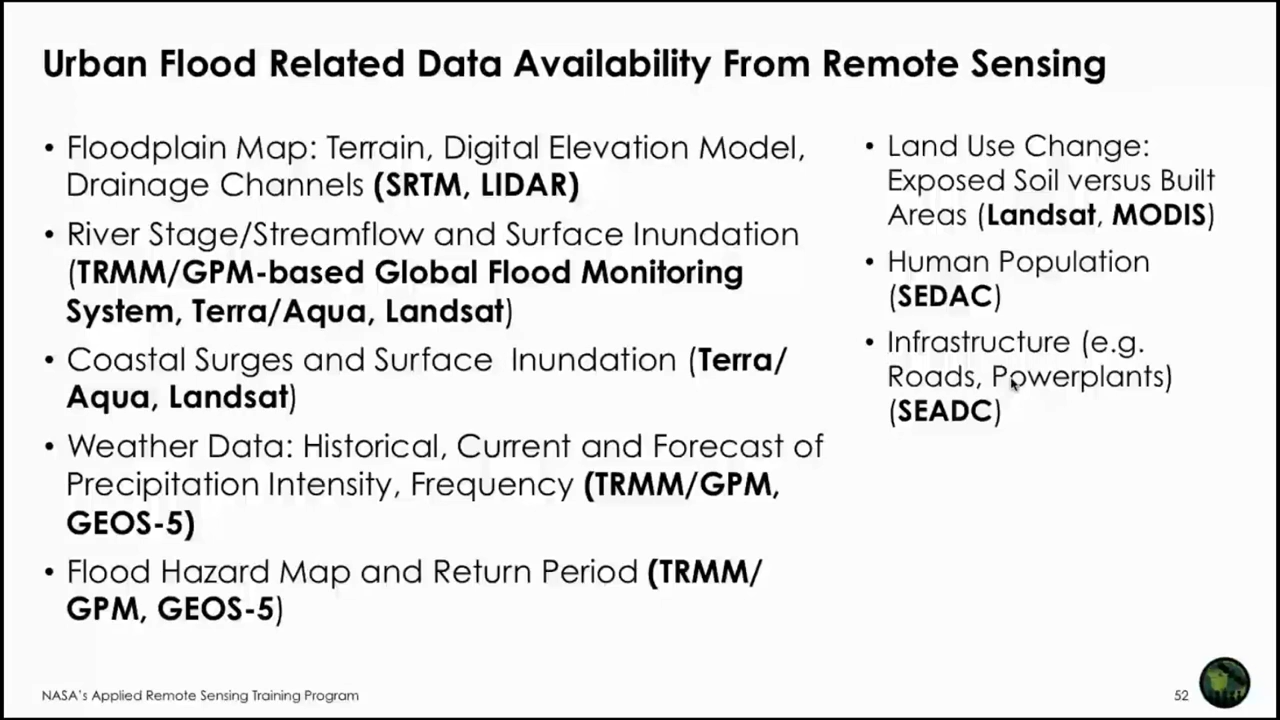 Urban Flood Related Data Availability From Remote Sensing
• Floodplain Map: Terrain, Digital Elevation Model,
Drainage Channels (SRTM, LIDAR)
• River Stage/Streamflow and Surface Inundation
(TRMM/GPM-based Global Flood Monitoring
System, Terra/Aqua, Landsat)
• Coastal Surges and Surface Inundation (Terra/
Aqua, Landsat)
• Weather Data: Historical, Current and Forecast of
Precipitation Intensity, Frequency (TRMM/GPM,
GEOS-5)
• Flood Hazard Map and Return Period (TRMM/
GPM, GEOS-5)
• Land Use Change:
Exposed Soil versus Built
Areas (Landsat, MODIS)
• Human Population
(SEDAC)
• Infrastructure (e.g.
Roads, Powerplants)
(SEADC)
NASA's Applied Remote Sensing Training Program
52